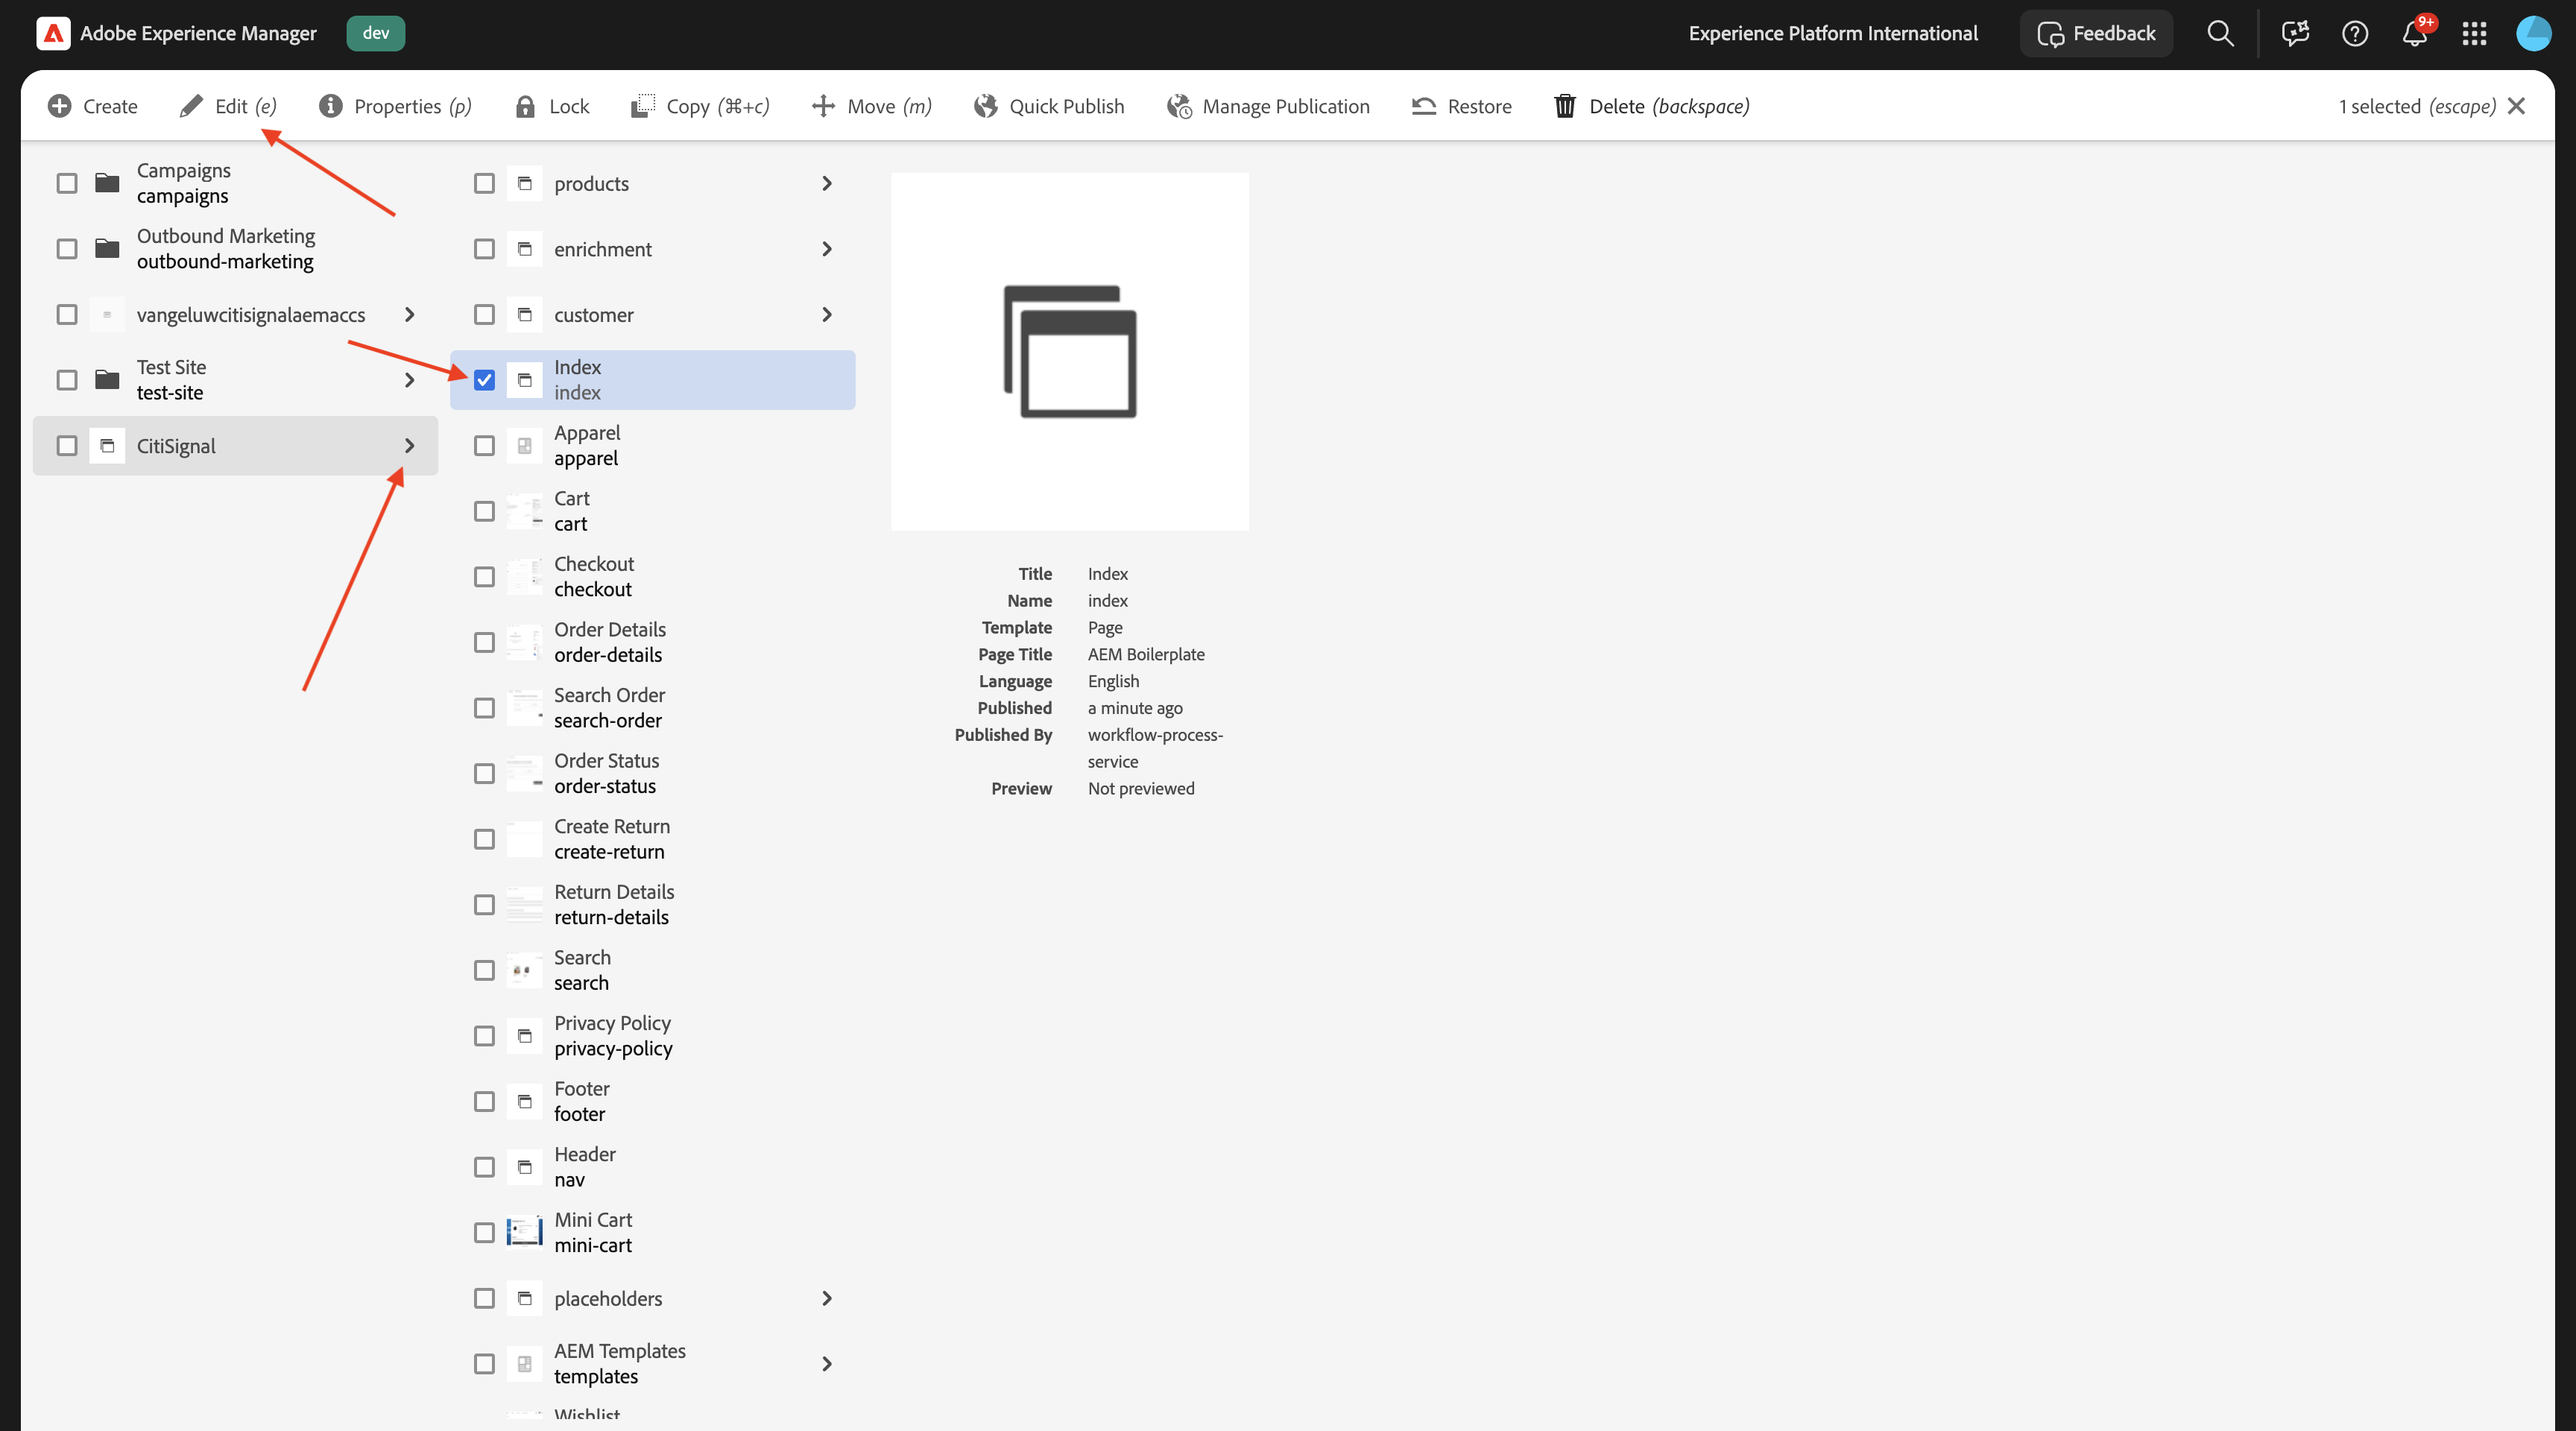 Adobe Experience Manager
dev
Experience Platform International
Feedback
9+
Create
Edit (e)
Properties (p)
Lock
Copy (⌘+c)
Move (m)
Quick Publish
Manage Publication
Restore
Delete (backspace)
1 selected (escape)
Campaigns
campaigns
Outbound Marketing
outbound-marketing
vangeluwcitisignalaemaccs
Test Site
test-site
CitiSignal
products
enrichment
customer
Index
index
Apparel
apparel
Cart
cart
Checkout
checkout
Order Details
order-details
Search Order
search-order
Order Status
order-status
Create Return
create-return
Return Details
return-details
Search
search
Privacy Policy
privacy-policy
Footer
footer
Header
nav
Mini Cart
mini-cart
placeholders
AEM Templates
templates
Wishlist
Title Index
Name index
Template Page
Page Title AEM Boilerplate
Language English
Published a minute ago
Published By workflow-process-
service
Preview Not previewed